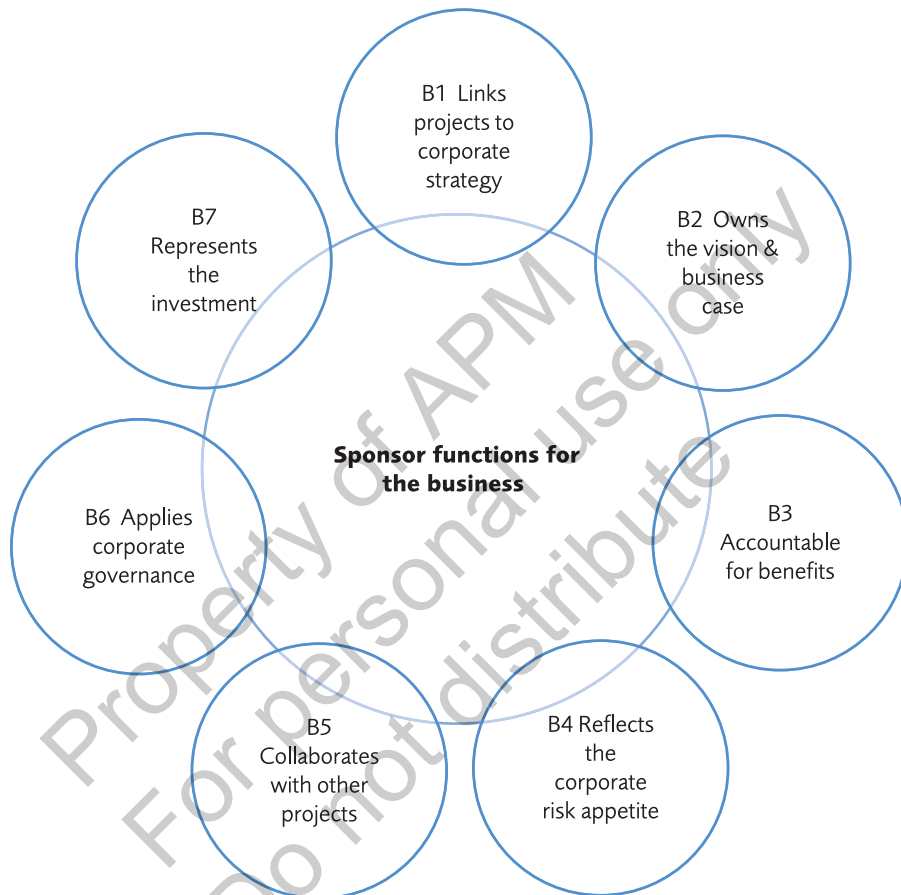 B1 Links
projects to
corporate
strategy
B2 Owns
the vision &
business
case
B3
Accountable
for benefits
B4 Reflects
the
corporate
risk appetite
B5
Collaborates
with other
projects
B6 Applies
corporate
governance
B7
Represents
the
investment
Sponsor functions for
the business
Property of APM
For personal use only
Do not distribute